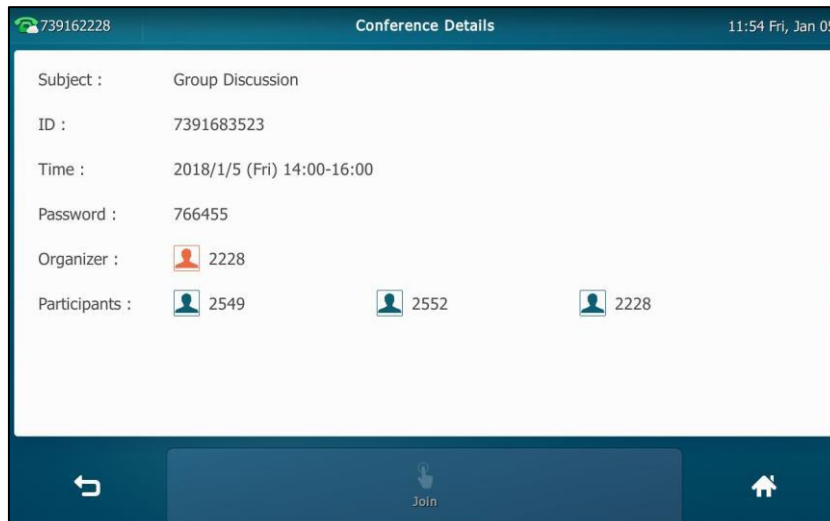 739162228 Conference Details 11:54 Fri, Jan 05
Subject : Group Discussion
ID : 7391683523
Time : 2018/1/5 (Fri) 14:00-16:00
Password : 766455
Organizer : 2228
Participants : 2549 2552 2228
Join